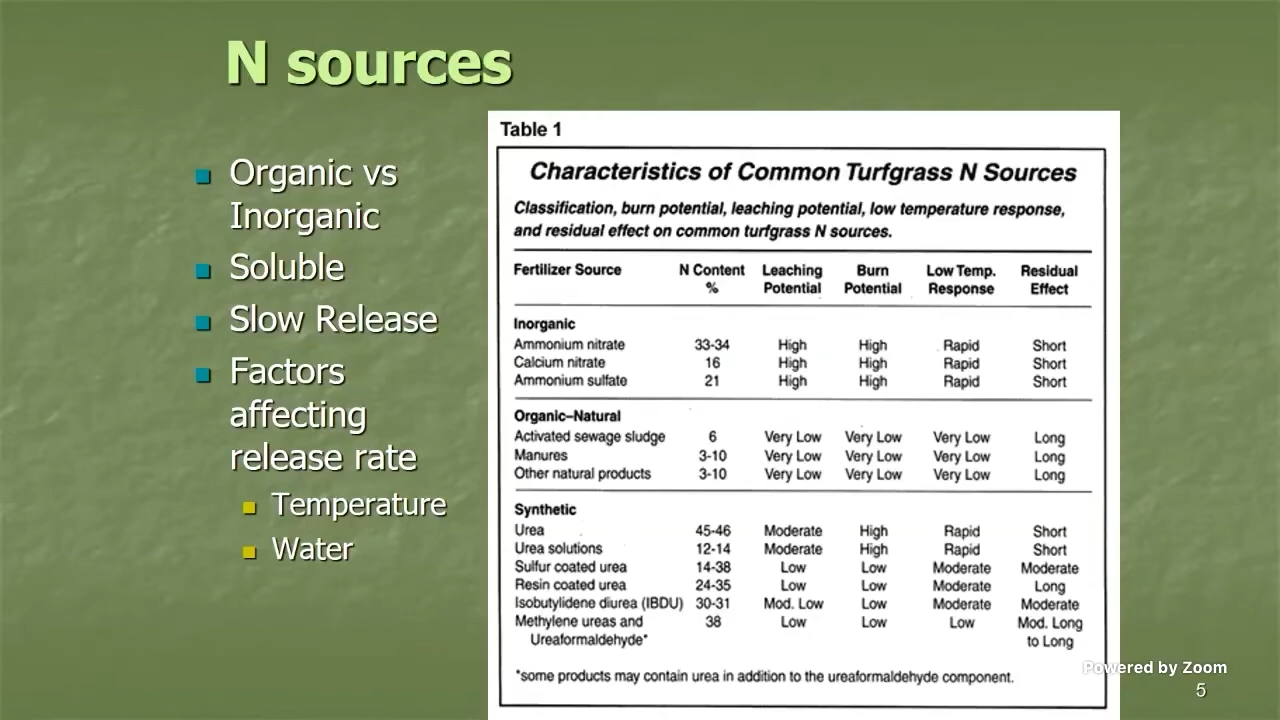 N sources
Organic vs
Inorganic
Soluble
Slow Release
Factors
affecting
release rate
Temperature
Water
Table 1
Characteristics of Common Turfgrass N Sources
Classification, burn potential, leaching potential, low temperature response,
and residual effect on common turfgrass N sources.
Fertilizer Source N Content Leaching Burn Low Temp. Residual
% Potential Potential Response Effect
Inorganic
Ammonium nitrate 33-34 High High Rapid Short
Calcium nitrate 16 High High Rapid Short
Ammonium sulfate 21 High High Rapid Short
Organic–Natural
Activated sewage sludge 6 Very Low Very Low Very Low Long
Manures 3-10 Very Low Very Low Very Low Long
Other natural products 3-10 Very Low Very Low Very Low Long
Synthetic
Urea 45-46 Moderate High Rapid Short
Urea solutions 12-14 Moderate High Rapid Short
Sulfur coated urea 14-38 Low Low Moderate Moderate
Resin coated urea 24-35 Low Low Moderate Long
Isobutylidene diurea (IBDU) 30-31 Mod. Low Low Moderate Moderate
Methylene ureas and 38 Low Low Low Mod. Long
Ureaformaldehyde* to Long
*some products may contain urea in addition to the ureaformaldehyde component.
Powered by Zoom
5